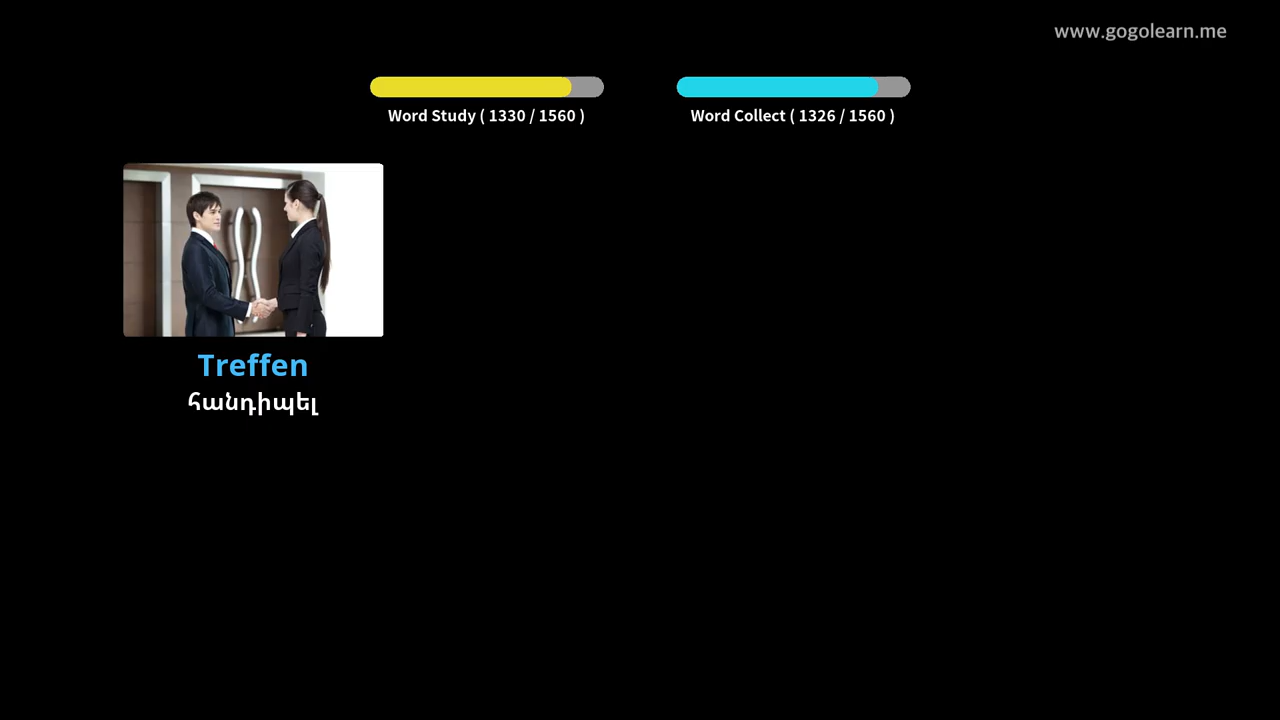 www.gogolearn.me
Word Study ( 1330 / 1560 )
Word Collect ( 1326 / 1560 )
Treffen
հանդիպել